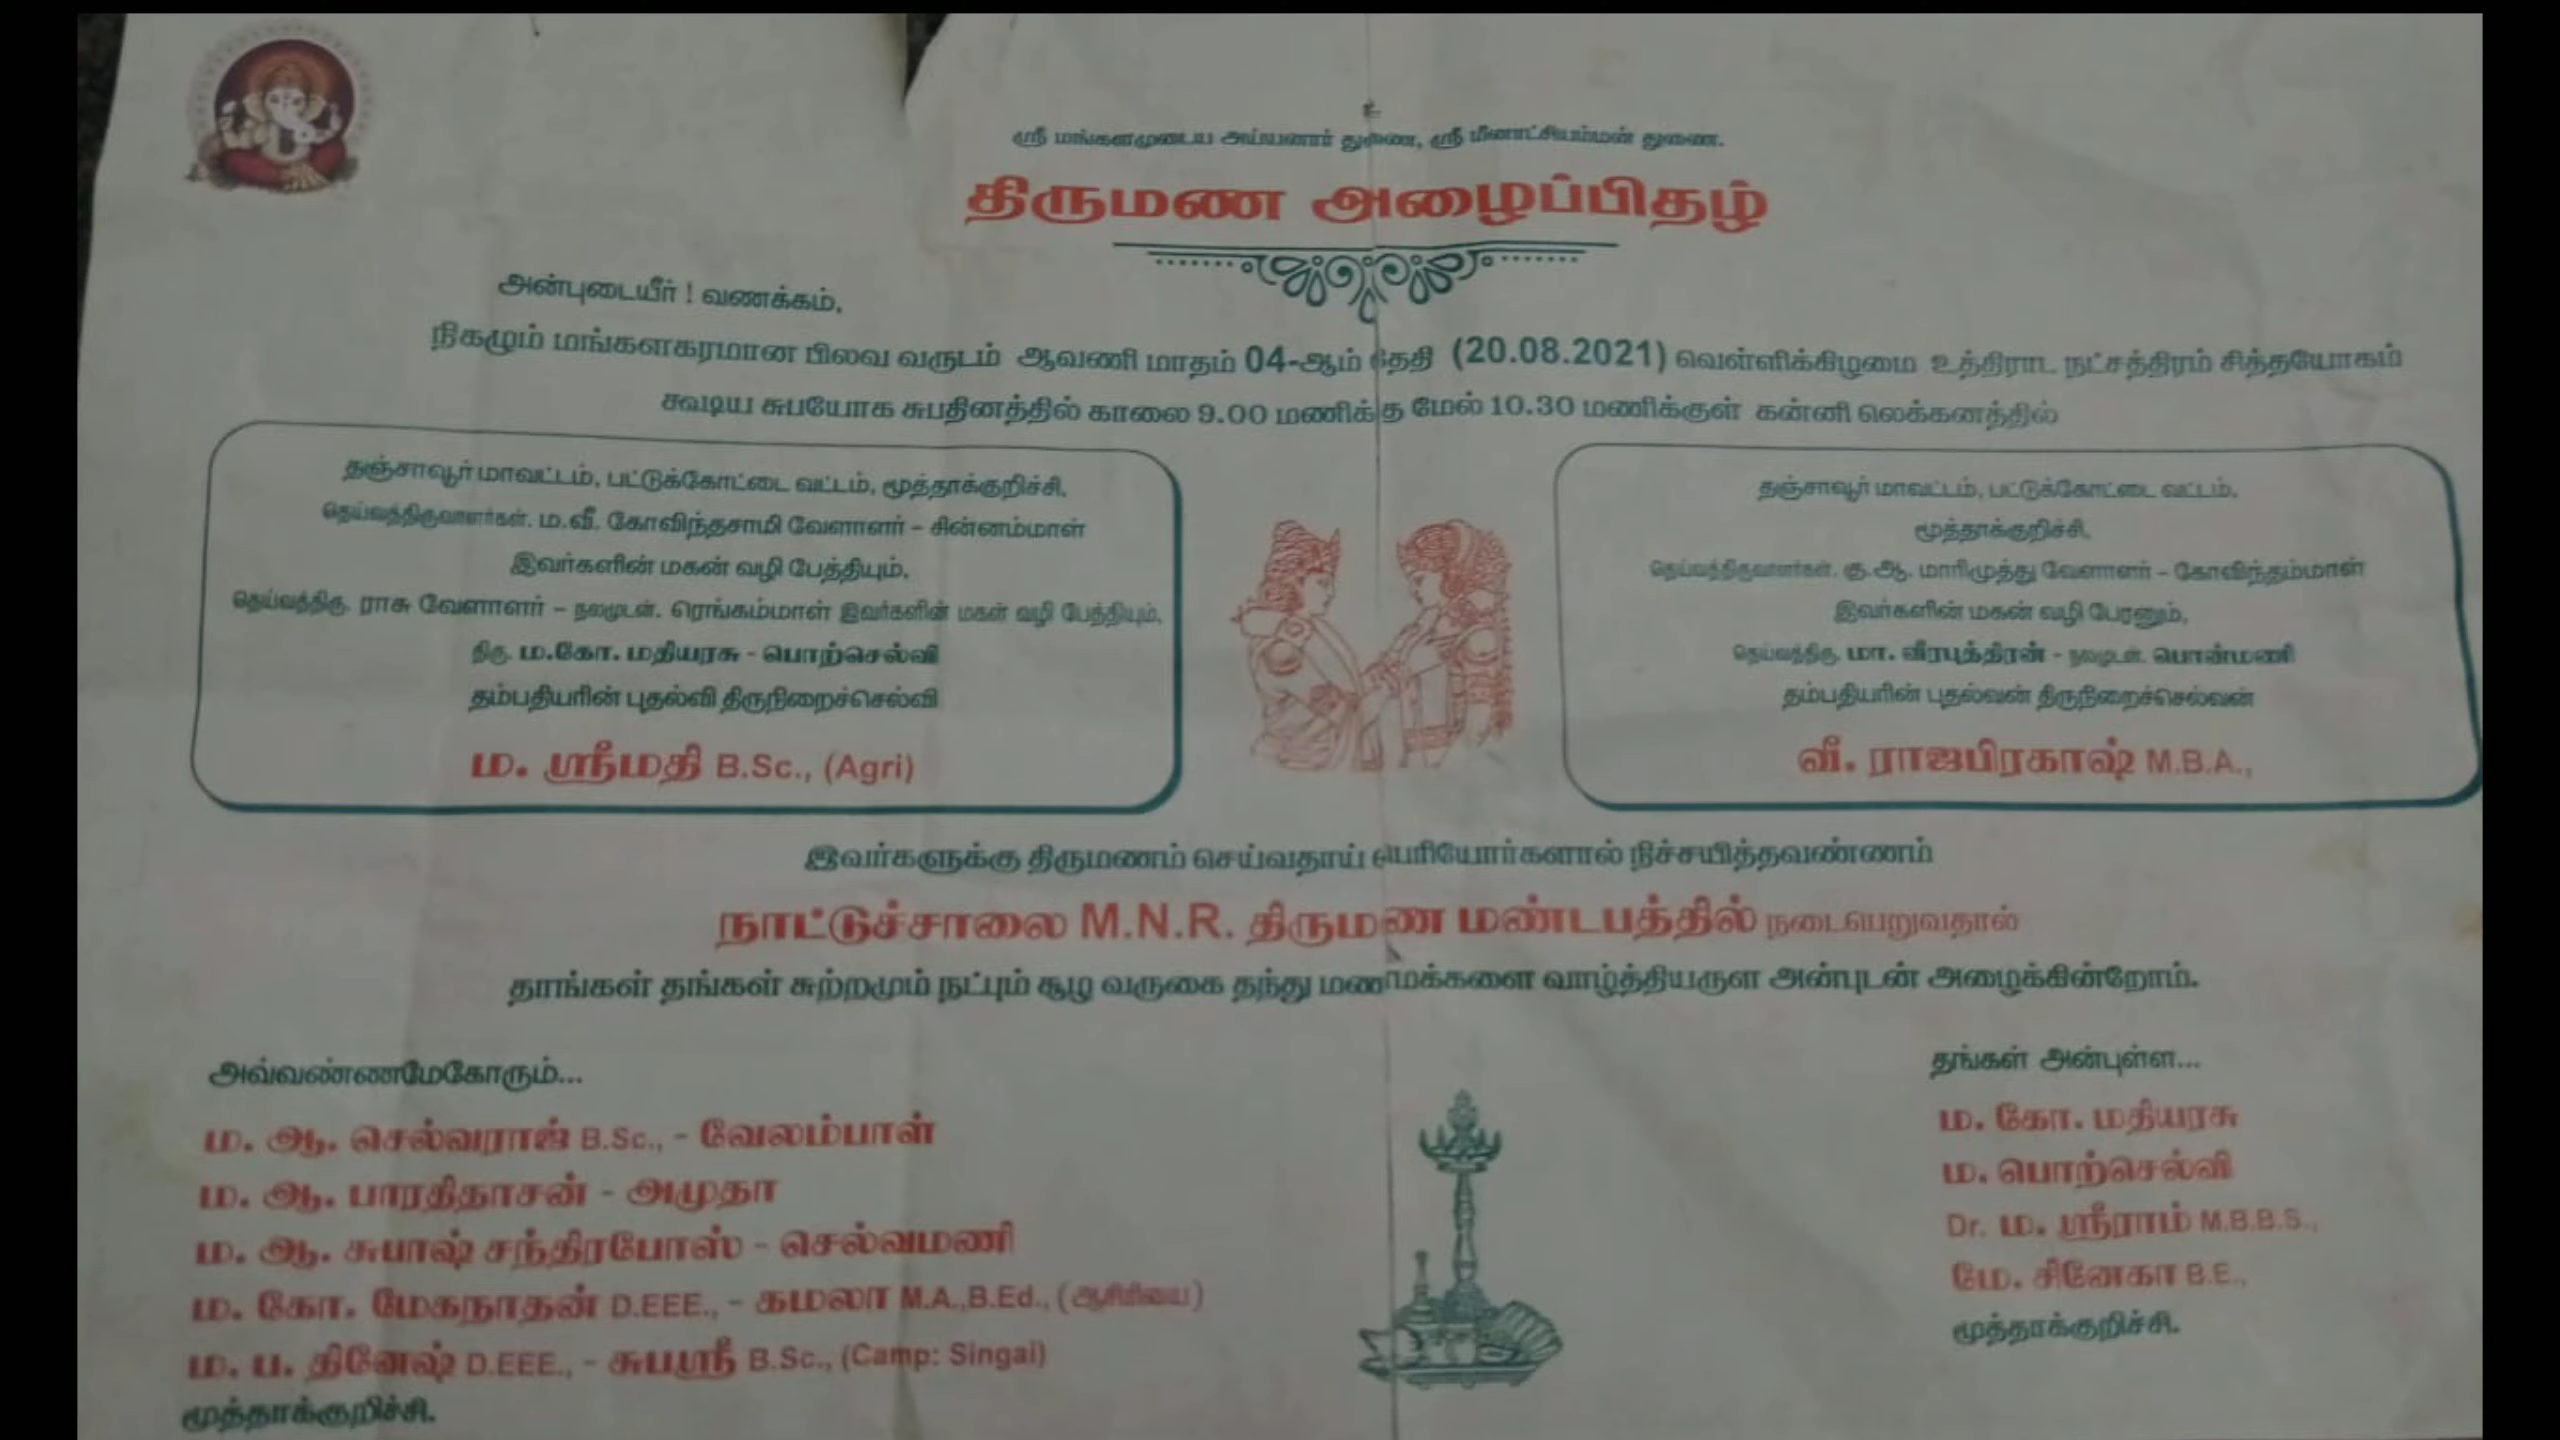 உ
ஸ்ரீ மங்களமுடைய அய்யனார் துணை, ஸ்ரீ மீனாட்சியம்மன் துணை.
திருமண அழைப்பிதழ்
அன்புடையீர் ! வணக்கம்,
நிகழும் மங்களகரமான பிலவ வருடம் ஆவணி மாதம் 04-ஆம் தேதி (20.08.2021) வெள்ளிக்கிழமை உத்திராட நட்சத்திரம் சித்தயோகம்
கூடிய சுபயோக சுபதினத்தில் காலை 9.00 மணிக்கு மேல் 10.30 மணிக்குள் கன்னி லெக்கனத்தில்
தஞ்சாவூர் மாவட்டம், பட்டுக்கோட்டை வட்டம், மூத்தாக்குறிச்சி,
தெய்வத்திருவாளர்கள். ம.வீ. கோவிந்தசாமி வேளாளர் – சின்னம்மாள்
இவர்களின் மகன் வழி பேத்தியும்,
தெய்வத்திரு. ராசு வேளாளர் – நலமுடன். ரெங்கம்மாள் இவர்களின் மகன் வழி பேத்தியும்,
திரு. ம.கோ. மதியரசு - பொற்செல்வி
தம்பதியரின் புதல்வி திருநிறைச்செல்வி
ம. ஸ்ரீமதி B.Sc., (Agri)
தஞ்சாவூர் மாவட்டம், பட்டுக்கோட்டை வட்டம்,
மூத்தாக்குறிச்சி,
தெய்வத்திருவாளர்கள். கு.ஆ. மாரிமுத்து வேளாளர் – கோவிந்தம்மாள்
இவர்களின் மகன் வழி பேரனும்,
தெய்வத்திரு. மா. வீரபுத்திரன் - நலமுடன். பொன்மணி
தம்பதியரின் புதல்வன் திருநிறைச்செல்வன்
வீ. ராஜபிரகாஷ் M.B.A.,
இவர்களுக்கு திருமணம் செய்வதாய் பெரியோர்களால் நிச்சயித்தவண்ணம்
நாட்டுச்சாலை M.N.R. திருமண மண்டபத்தில் நடைபெறுவதால்
தாங்கள் தங்கள் சுற்றமும் நட்பும் சூழ வருகை தந்து மணமக்களை வாழ்த்தியருள அன்புடன் அழைக்கின்றோம்.
அவ்வண்ணமேகோரும்...
ம. ஆ. செல்வராஜ் B.Sc., - வேலம்பாள்
ம. ஆ. பாரதிதாசன் - அமுதா
ம. ஆ. சுபாஷ் சந்திரபோஸ் - செல்வமணி
ம. கோ. மேகநாதன் D.EEE., - கமலா M.A.,B.Ed., (ஆசிரியை)
ம. ப. தினேஷ் D.EEE., - சுபஸ்ரீ B.Sc., (Camp: Singai)
மூத்தாக்குறிச்சி.
தங்கள் அன்புள்ள...
ம. கோ. மதியரசு
ம. பொற்செல்வி
Dr. ம. ஸ்ரீராம் M.B.B.S.,
மே. சினேகா B.E.,
மூத்தாக்குறிச்சி.